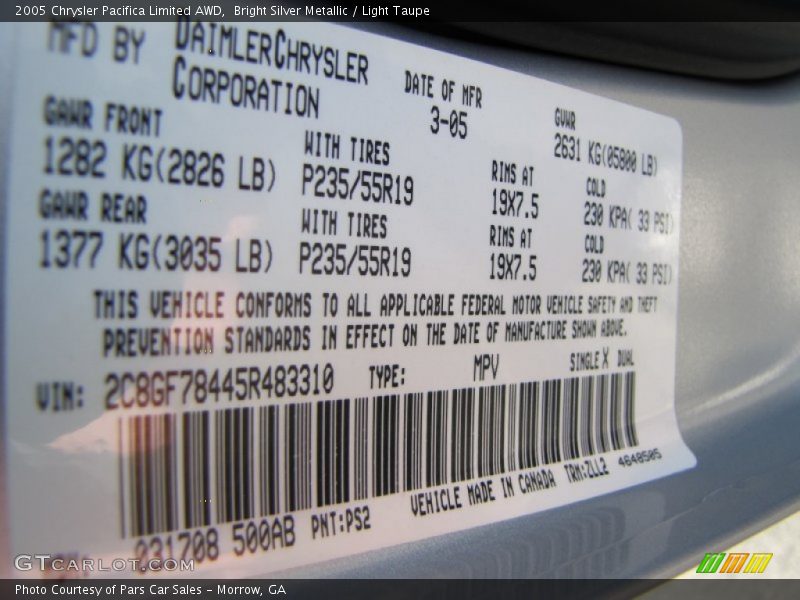 2005 Chrysler Pacifica Limited AWD,  Bright Silver Metallic / Light Taupe
MFD BY DAIMLERCHRYSLER CORPORATION
DATE OF MFR
3-05
GVWR
2631 KG(05800 LB)
GAWR FRONT
1282 KG(2826 LB)
WITH TIRES
P235/55R19
RIMS AT
19X7.5
COLD
230 KPA( 33 PSI)
GAWR REAR
1377 KG(3035 LB)
WITH TIRES
P235/55R19
RIMS AT
19X7.5
COLD
230 KPA( 33 PSI)
THIS VEHICLE CONFORMS TO ALL APPLICABLE FEDERAL MOTOR VEHICLE SAFETY AND THEFT
PREVENTION STANDARDS IN EFFECT ON THE DATE OF MANUFACTURE SHOWN ABOVE.
VIN: 2C8GF78445R483310 TYPE: MPV SINGLE X DUAL
031708 500AB PNT:PS2 VEHICLE MADE IN CANADA TRM:ZLL2 4648505
GTCARLOT.COM
Photo Courtesy of Pars Car Sales - Morrow, GA